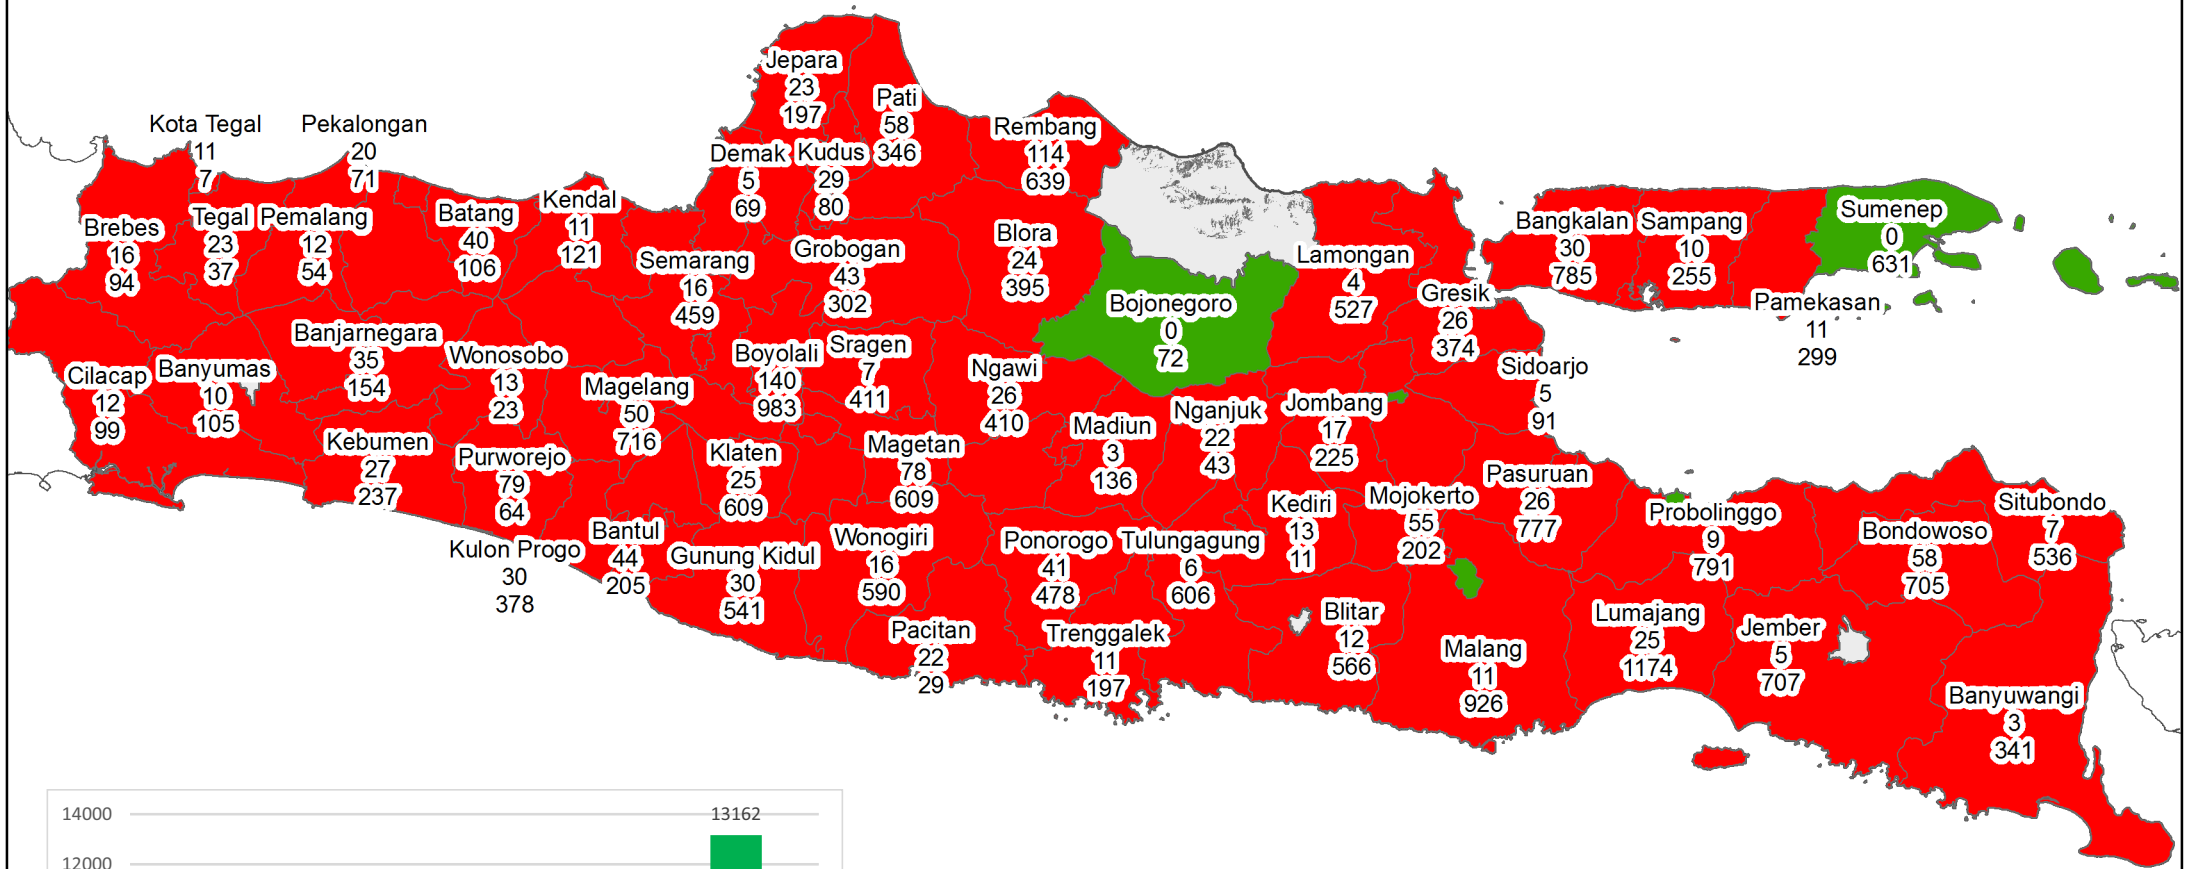 Jepara
23
197
Pati
58
346
Kota Tegal
11
7
Pekalongan
20
71
Rembang
114
639
Demak
5
69
Kudus
29
80
Kendal
11
121
Brebes
16
94
Tegal
23
37
Pemalang
12
54
Batang
40
106
Semarang
16
459
Grobogan
43
302
Blora
24
395
Lamongan
4
527
Bangkalan
30
785
Sampang
10
255
Sumenep
0
631
Bojonegoro
0
72
Gresik
26
374
Pamekasan
11
299
Banjarnegara
35
154
Wonosobo
13
23
Boyolali
140
983
Sragen
7
411
Ngawi
26
410
Sidoarjo
5
91
Cilacap
12
99
Banyumas
10
105
Magelang
50
716
Madiun
3
136
Nganjuk
22
43
Jombang
17
225
Kebumen
27
237
Purworejo
79
64
Klaten
25
609
Magetan
78
609
Pasuruan
26
777
Kediri
13
11
Mojokerto
55
202
Probolinggo
9
791
Bondowoso
58
705
Situbondo
7
536
Kulon Progo
30
378
Bantul
44
205
Gunung Kidul
30
541
Wonogiri
16
590
Ponorogo
41
478
Tulungagung
6
606
Pacitan
22
29
Trenggalek
11
197
Blitar
12
566
Malang
11
926
Lumajang
25
1174
Jember
5
707
Banyuwangi
3
341
14000
13162
12000